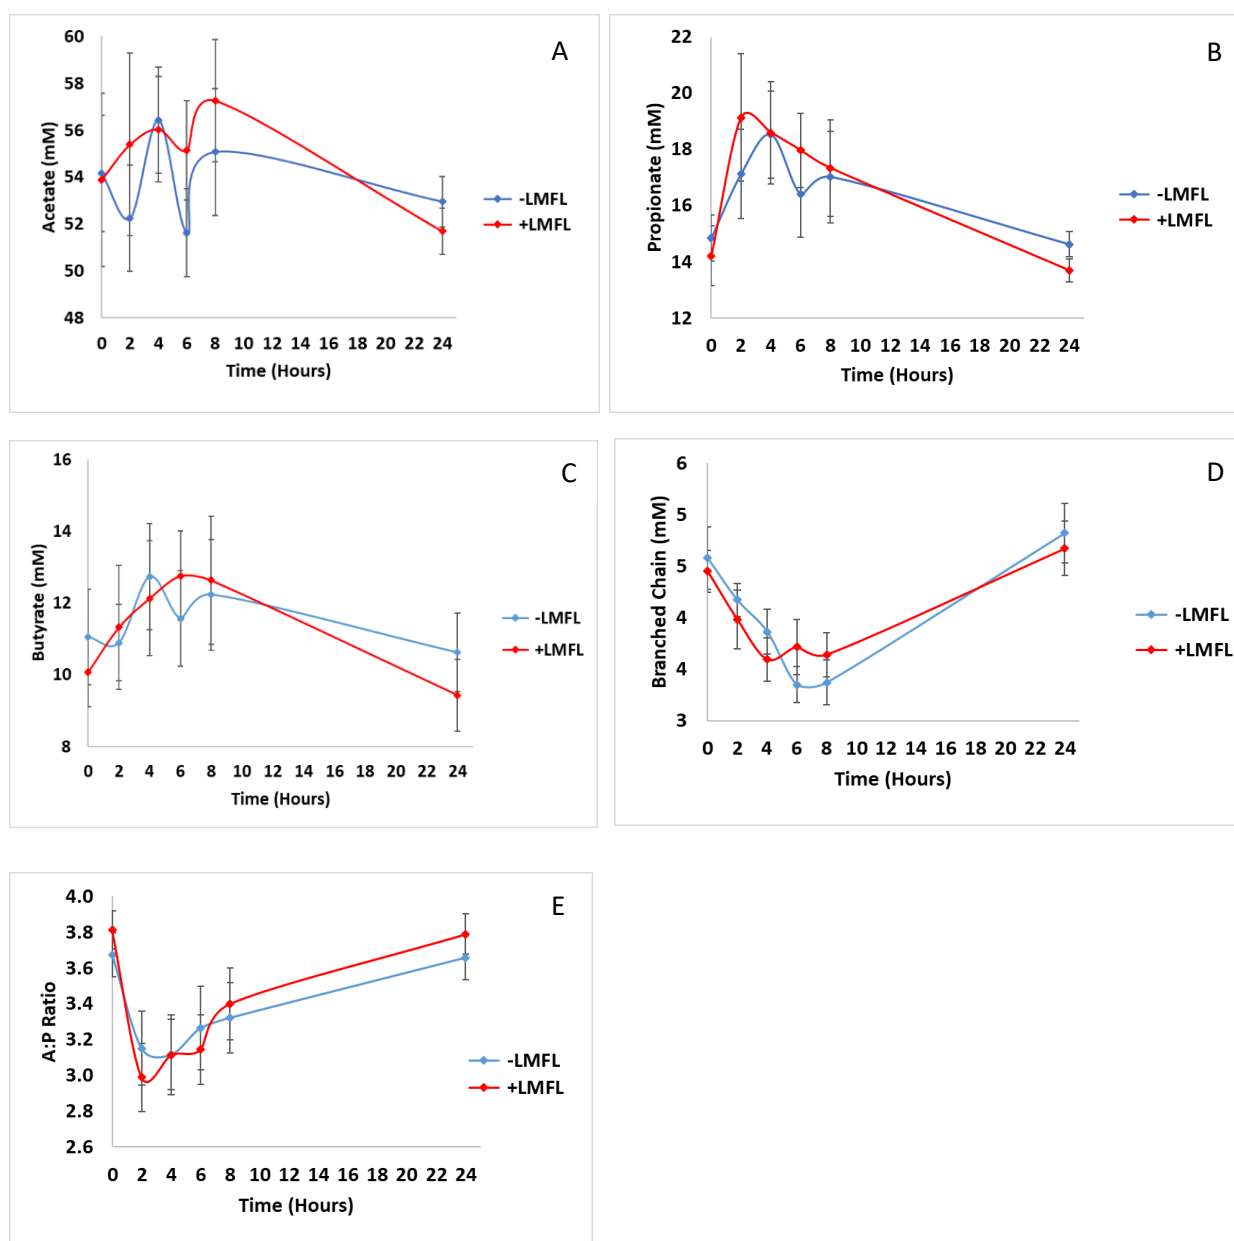 A
Acetate (mM)
60
58
56
54
52
50
48
0 2 4 6 8 10 12 14 16 18 20 22 24
Time (Hours)
-LMFL
+LMFL
B
Propionate (mM)
22
20
18
16
14
12
0 2 4 6 8 10 12 14 16 18 20 22 24
Time (Hours)
-LMFL
+LMFL
C
Butyrate (mM)
16
14
12
10
8
0 2 4 6 8 10 12 14 16 18 20 22 24
Time (Hours)
-LMFL
+LMFL
D
Branched Chain (mM)
6
5
5
4
4
3
0 2 4 6 8 10 12 14 16 18 20 22 24
Time (Hours)
-LMFL
+LMFL
E
A:P Ratio
4.0
3.8
3.6
3.4
3.2
3.0
2.8
2.6
0 2 4 6 8 10 12 14 16 18 20 22 24
Time (Hours)
-LMFL
+LMFL